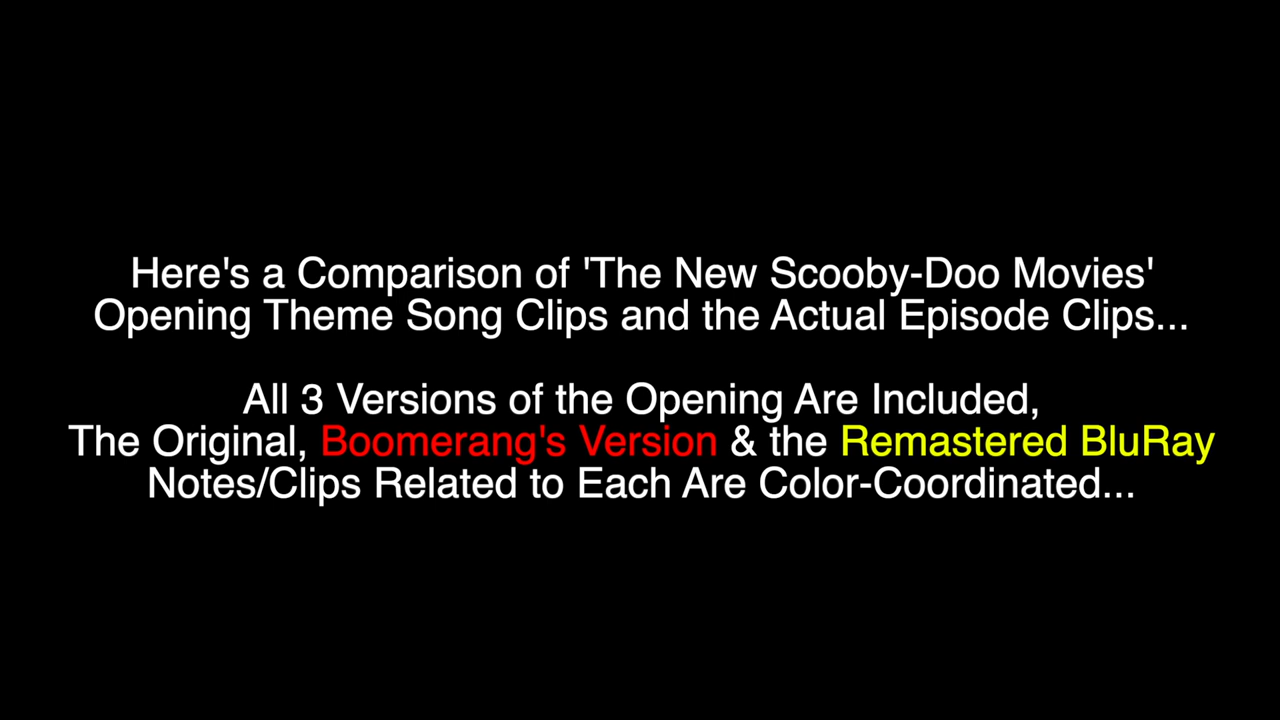 Here's a Comparison of 'The New Scooby-Doo Movies'
Opening Theme Song Clips and the Actual Episode Clips...
All 3 Versions of the Opening Are Included,
The Original, Boomerang's Version & the Remastered BluRay
Notes/Clips Related to Each Are Color-Coordinated...